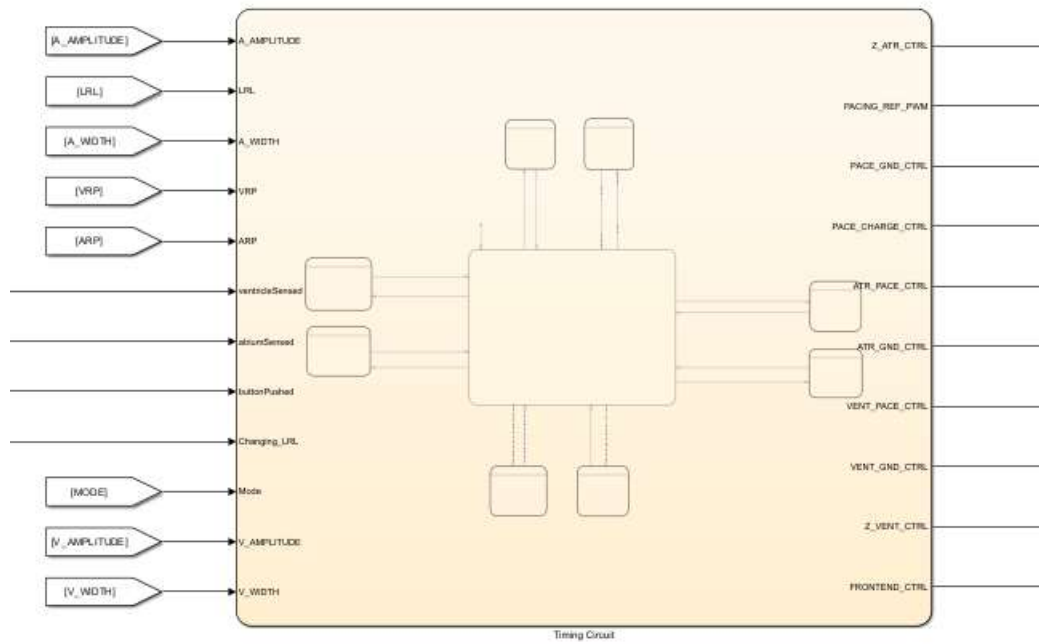 [A_AMPLITUDE]
[LRL]
[A_WIDTH]
[VRP]
[ARP]
[MODE]
[V_AMPLITUDE]
[V_WIDTH]
A_AMPLITUDE
LRL
A_WIDTH
VRP
ARP
ventricleSensed
atriumSensed
buttonPushed
Changing_LRL
Mode
V_AMPLITUDE
V_WIDTH
Z_ATR_CTRL
PACING_REF_PWM
PACE_GND_CTRL
PACE_CHARGE_CTRL
ATR_PACE_CTRL
ATR_GND_CTRL
VENT_PACE_CTRL
VENT_GND_CTRL
Z_VENT_CTRL
FRONTEND_CTRL
Timing Circuit